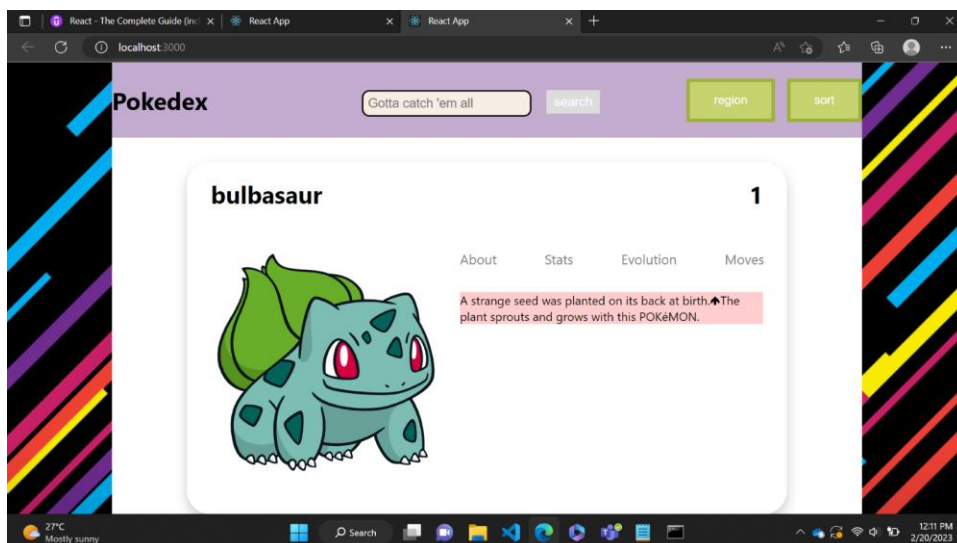 React - The Complete Guide (incl
React App
React App
localhost:3000
Pokedex
Gotta catch 'em all
search
region
sort
bulbasaur
1
About
Stats
Evolution
Moves
A strange seed was planted on its back at birth.🡅The
plant sprouts and grows with this POKéMON.
27°C
Mostly sunny
Search
12:11 PM
2/20/2023